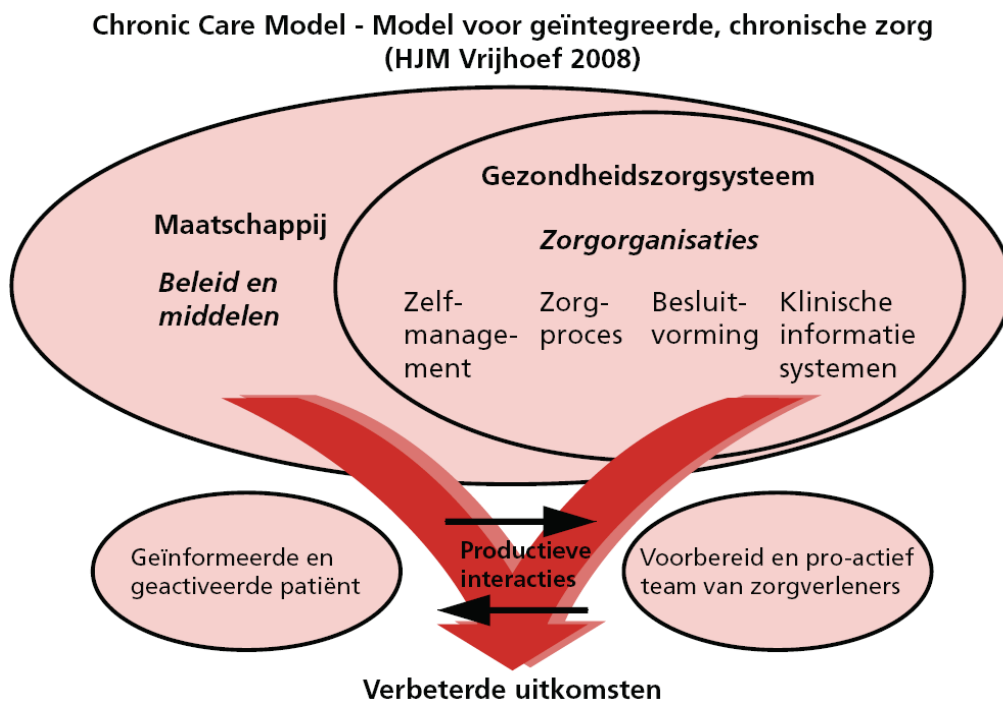 Chronic Care Model - Model voor geïntegreerde, chronische zorg
(HJM Vrijhoef 2008)
Gezondheidszorgsysteem
Maatschappij
Zorgorganisaties
Beleid en
middelen
Zelf-
manage-
ment
Zorg-
proces
Besluit-
vorming
Klinische
informatie
systemen
Geïnformeerde en
geactiveerde patiënt
Productieve
interacties
Voorbereid en pro-actief
team van zorgverleners
Verbeterde uitkomsten